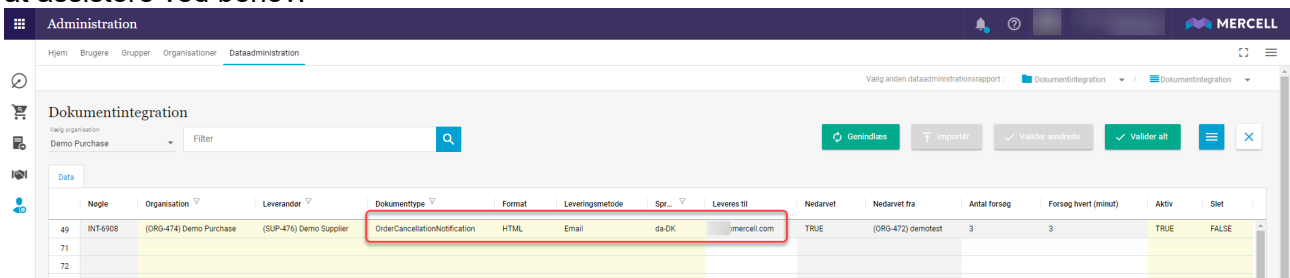 at assistere ved behov.
Administration
MERCELL
Hjem Brugere Grupper Organisationer Dataadministration
Vælg anden dataadministrationsrapport : Dokumentintegration / Dokumentintegration
Dokumentintegration
Vælg organisation
Demo Purchase
Filter
Genindlæs Importér Valider ændrede Valider alt
Data
Nøgle Organisation Leverandør Dokumenttype Format Leveringsmetode Spr... Leveres til Nedarvet Nedarvet fra Antal forsøg Forsøg hvert (minut) Aktiv Slet
49 INT-6908 (ORG-474) Demo Purchase (SUP-476) Demo Supplier OrderCancellationNotification HTML Email da-DK mercell.com TRUE (ORG-472) demotest 3 3 TRUE FALSE
71
72